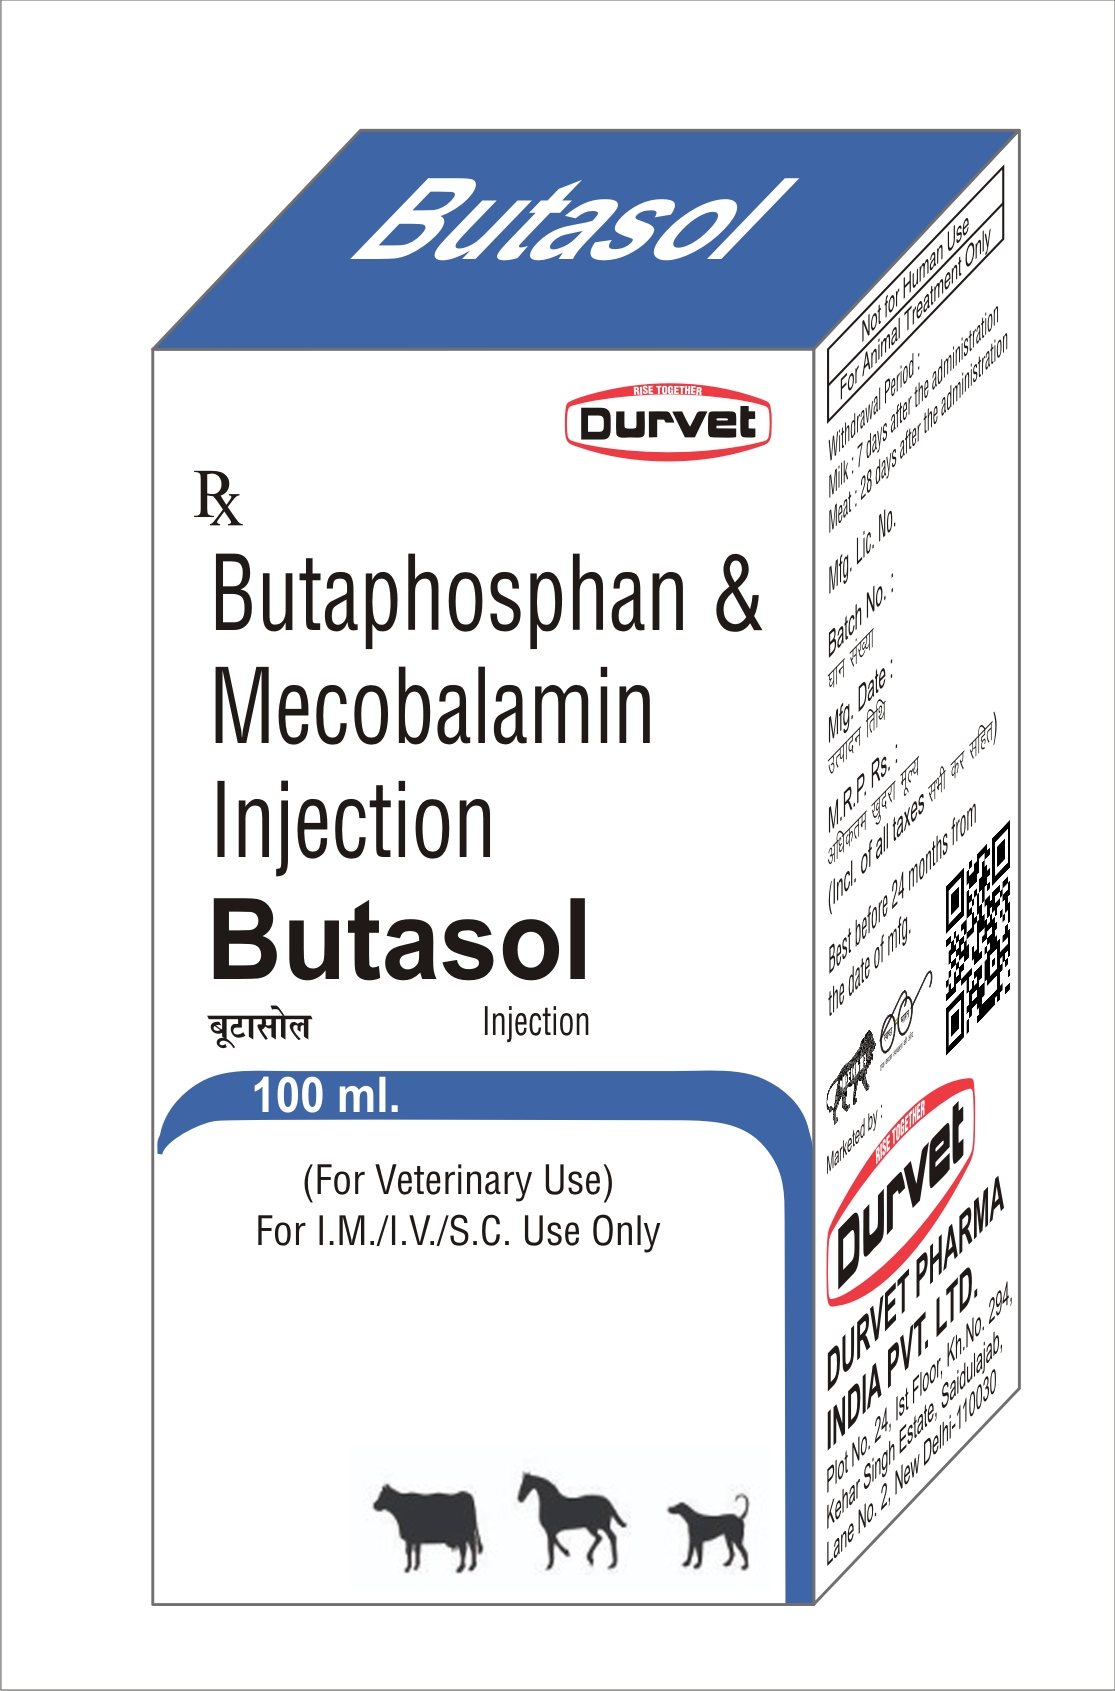 Butasol
RISE TOGETHER
Durvet
Rx
Butaphosphan &
Mecobalamin
Injection
Butasol
बूटासोल Injection
100 ml.
(For Veterinary Use)
For I.M./I.V./S.C. Use Only
Not for Human Use
For Animal Treatment Only
Withdrawal Period :
Milk : 7 days after the administration
Meat : 28 days after the administration
Mfg. Lic. No.
Batch No. :
घान संख्या
Mfg. Date :
उत्पादन तिथि
M.R.P. Rs. :
अधिकतम खुदरा मूल्य
(Incl. of all taxes सभी कर सहित)
Best before 24 months from
the date of mfg.
Marketed by :
RISE TOGETHER
Durvet
DURVET PHARMA
INDIA PVT. LTD.
Plot No. 24, Ist Floor, Kh.No. 294,
Kehar Singh Estate, Saidulajab,
Lane No. 2, New Delhi-110030